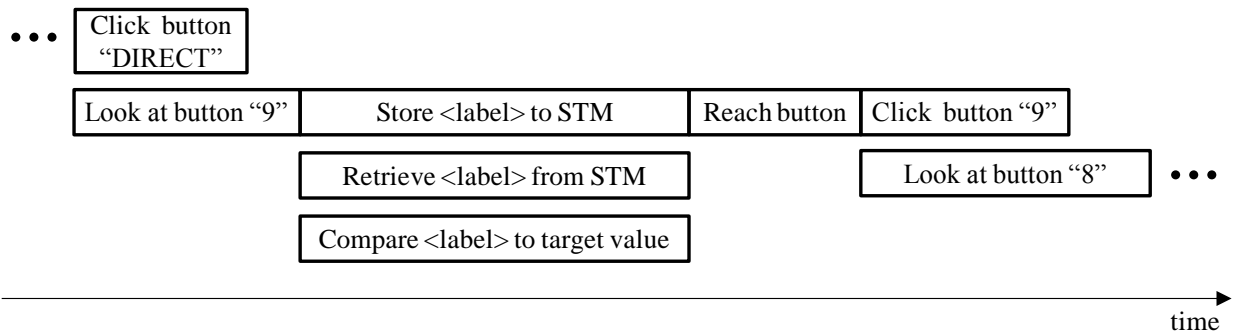 Click button
“DIRECT”
Look at button “9”
Store <label> to STM
Reach button
Click button “9”
Retrieve <label> from STM
Look at button “8”
Compare <label> to target value
time